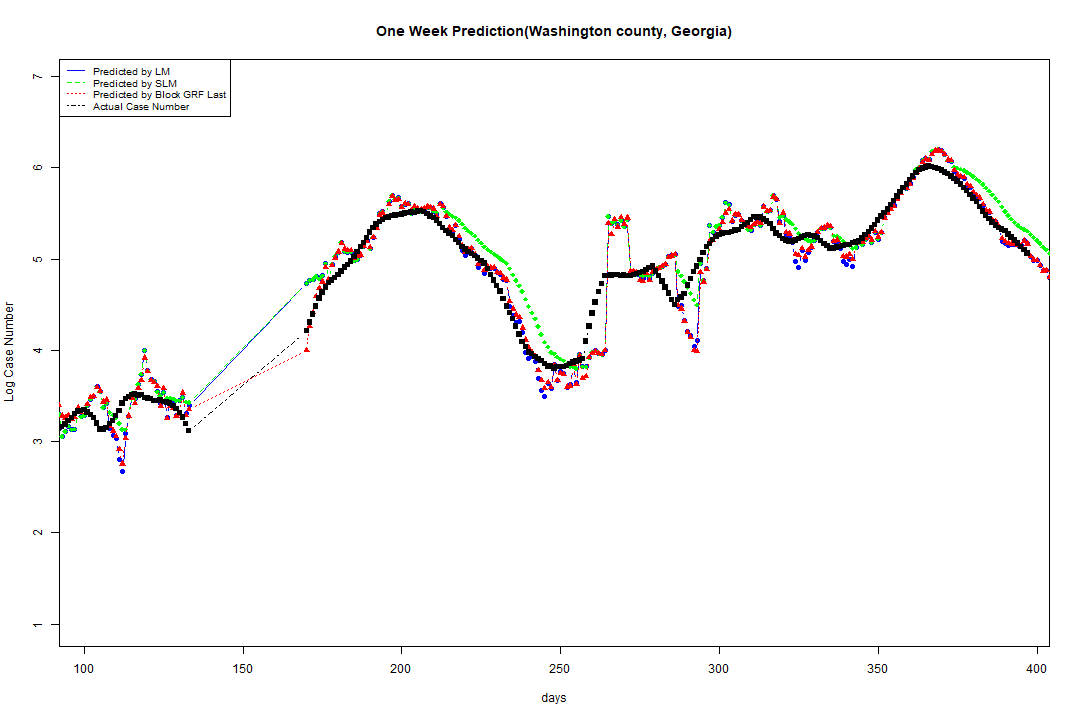 One Week Prediction(Washington county, Georgia)
Predicted by LM
Predicted by SLM
Predicted by Block GRF Last
Actual Case Number
7
6
5
4
3
2
1
Log Case Number
100 150 200 250 300 350 400
days